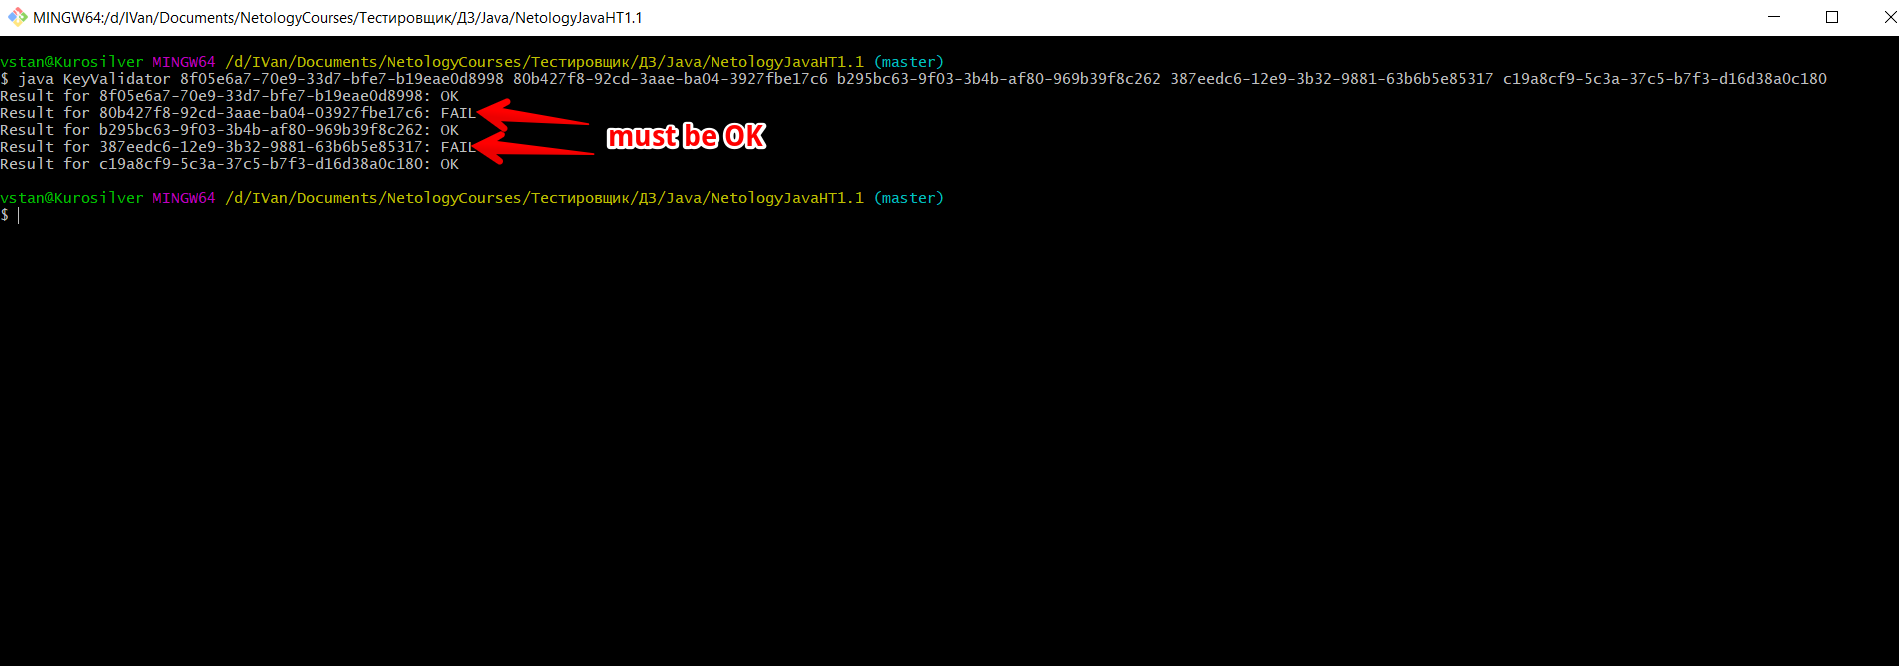 MINGW64:/d/IVan/Documents/NetologyCourses/Тестировщик/ДЗ/Java/NetologyJavaHT1.1
vstan@Kurosilver MINGW64 /d/IVan/Documents/NetologyCourses/Тестировщик/ДЗ/Java/NetologyJavaHT1.1 (master)
$ java KeyValidator 8f05e6a7-70e9-33d7-bfe7-b19eae0d8998 80b427f8-92cd-3aae-ba04-3927fbe17c6 b295bc63-9f03-3b4b-af80-969b39f8c262 387eedc6-12e9-3b32-9881-63b6b5e85317 c19a8cf9-5c3a-37c5-b7f3-d16d38a0c180
Result for 8f05e6a7-70e9-33d7-bfe7-b19eae0d8998: OK
Result for 80b427f8-92cd-3aae-ba04-03927fbe17c6: FAIL
Result for b295bc63-9f03-3b4b-af80-969b39f8c262: OK
must be OK
Result for 387eedc6-12e9-3b32-9881-63b6b5e85317: FAIL
Result for c19a8cf9-5c3a-37c5-b7f3-d16d38a0c180: OK
vstan@Kurosilver MINGW64 /d/IVan/Documents/NetologyCourses/Тестировщик/ДЗ/Java/NetologyJavaHT1.1 (master)
$